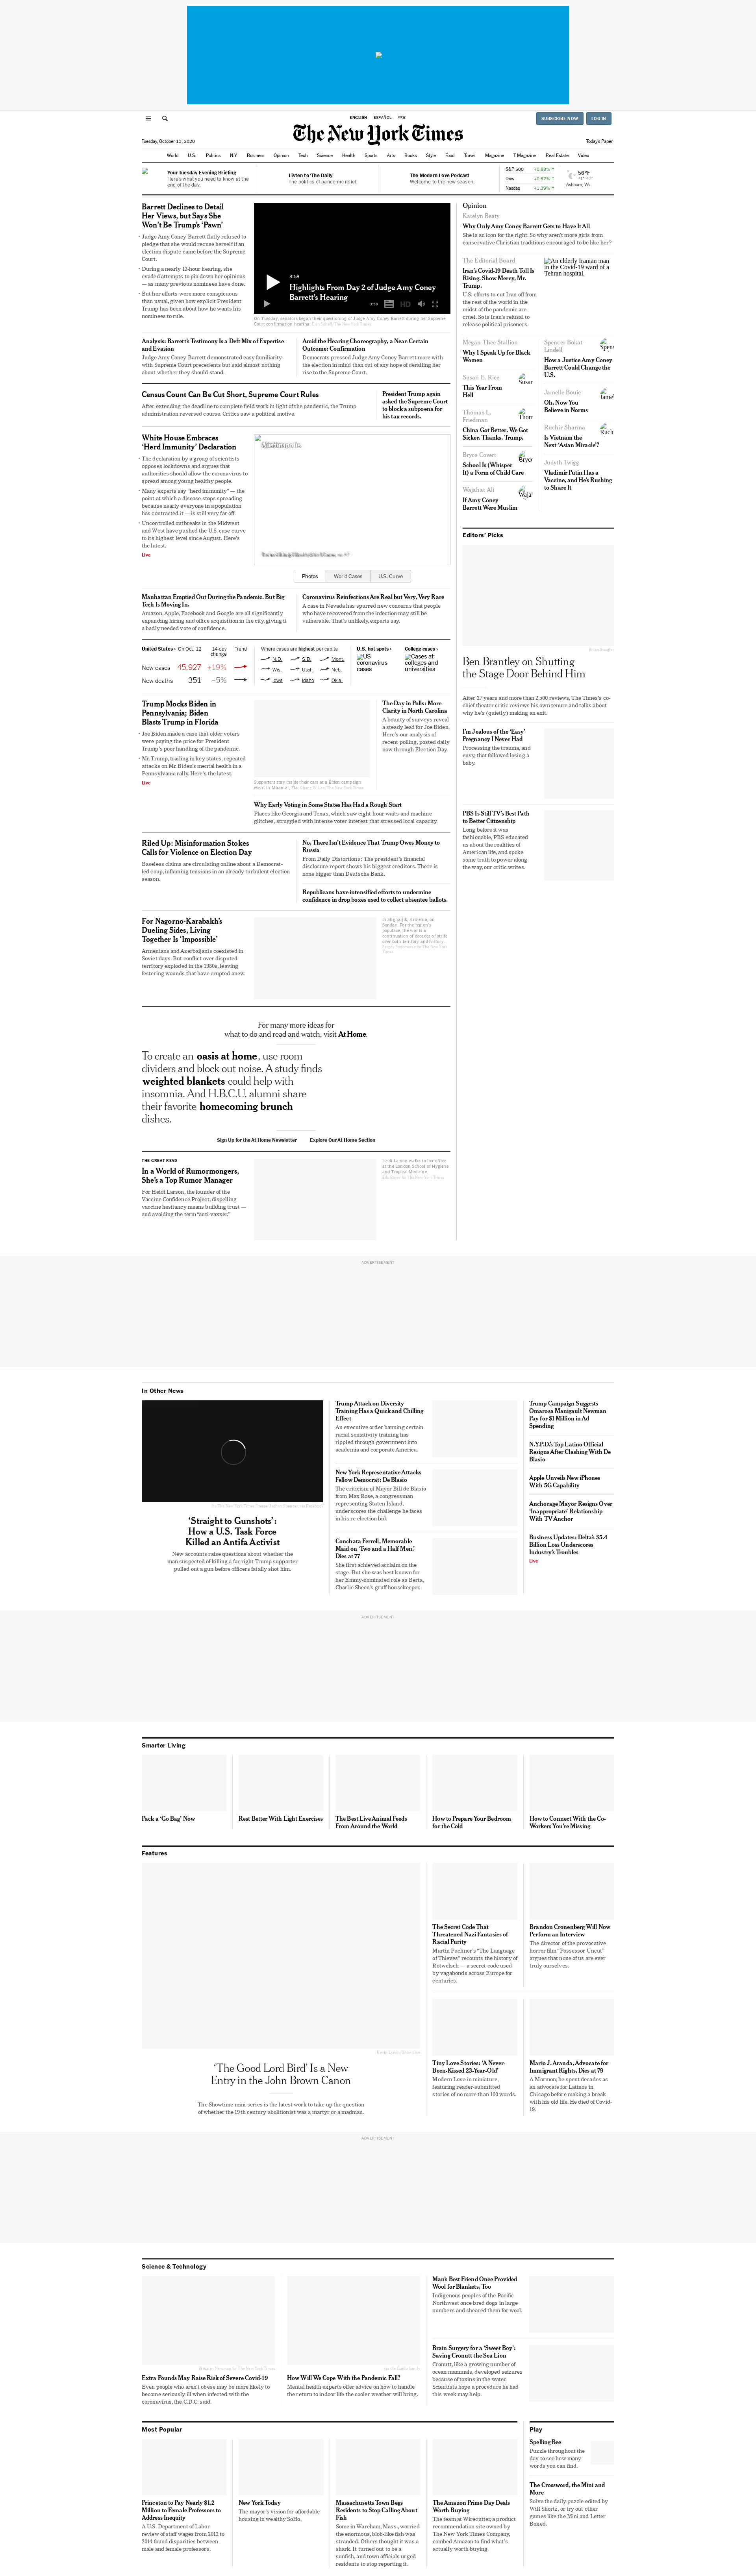 ENGLISH ESPAÑOL 中文
SUBSCRIBE NOW LOG IN
The New York Times
Tuesday, October 13, 2020
Today's Paper
World U.S. Politics N.Y. Business Opinion Tech Science Health Sports Arts Books Style Food Travel Magazine T Magazine Real Estate Video
Your Tuesday Evening Briefing
Here's what you need to know at the
end of the day.
Listen to 'The Daily'
The politics of pandemic relief.
The Modern Love Podcast
Welcome to the new season.
S&P 500
Dow
Nasdaq
56°F
Ashburn, VA
Barrett Declines to Detail
Her Views, but Says She
Won't Be Trump's 'Pawn'
Judge Amy Coney Barrett flatly refused to
pledge that she would recuse herself if an
election dispute came before the Supreme
Court.
During a nearly 12-hour hearing, she
evaded attempts to pin down her opinions
— as many previous nominees have done.
But her efforts were more conspicuous
than usual, given how explicit President
Trump has been about how he wants his
nominees to rule.
3:58
Highlights From Day 2 of Judge Amy Coney
Barrett's Hearing
3:58
HD
On Tuesday, senators began their questioning of Judge Amy Coney Barrett during her Supreme
Court confirmation hearing.
Analysis: Barrett's Testimony Is a Deft Mix of Expertise
and Evasion
Judge Amy Coney Barrett demonstrated easy familiarity
with Supreme Court precedents but said almost nothing
about whether they should stand.
Amid the Hearing Choreography, a Near-Certain
Outcome: Confirmation
Democrats pressed Judge Amy Coney Barrett more with
the election in mind than out of any hope of derailing her
rise to the Supreme Court.
Census Count Can Be Cut Short, Supreme Court Rules
After extending the deadline to complete field work in light of the pandemic, the Trump
administration reversed course. Critics saw a political move.
President Trump again
asked the Supreme Court
to block a subpoena for
his tax records.
White House Embraces
'Herd Immunity' Declaration
The declaration by a group of scientists
opposes lockdowns and argues that
authorities should allow the coronavirus to
spread among young healthy people.
Many experts say "herd immunity" — the
point at which a disease stops spreading
because nearly everyone in a population
has contracted it — is still very far off.
Uncontrolled outbreaks in the Midwest
and West have pushed the U.S. case curve
to its highest level since August. Here's
the latest.
Live
Photos World Cases U.S. Curve
Manhattan Emptied Out During the Pandemic. But Big
Tech Is Moving In.
Amazon, Apple, Facebook and Google are all significantly
expanding hiring and office acquisition in the city, giving it
a badly needed vote of confidence.
Coronavirus Reinfections Are Real but Very, Very Rare
A case in Nevada has spurred new concerns that people
who have recovered from the infection may still be
vulnerable. That's unlikely, experts say.
United States › On Oct. 12 14-day change Trend
New cases 45,927 +19%
New deaths 351 –5%
Where cases are highest per capita
N.D. S.D. Mont.
Wis. Utah Neb.
Iowa Idaho Okla.
U.S. hot spots ›
US
coronavirus
cases
College cases ›
Cases at
colleges and
universities
Trump Mocks Biden in
Pennsylvania; Biden
Blasts Trump in Florida
Joe Biden made a case that older voters
were paying the price for President
Trump's poor handling of the pandemic.
Mr. Trump, trailing in key states, repeated
attacks on Mr. Biden's mental health in a
Pennsylvania rally. Here's the latest.
Live
Supporters stay inside their cars as a Biden campaign
event in Miramar, Fla.
The Day in Polls: More
Clarity in North Carolina
A bounty of surveys reveal
a steady lead for Joe Biden.
Here's our analysis of
recent polling, posted daily
now through Election Day.
Why Early Voting in Some States Has Had a Rough Start
Places like Georgia and Texas, which saw eight-hour waits and machine
glitches, struggled with intense voter interest that stressed local capacity.
Riled Up: Misinformation Stokes
Calls for Violence on Election Day
Baseless claims are circulating online about a Democrat-
led coup, inflaming tensions in an already turbulent election
season.
No, There Isn't Evidence That Trump Owes Money to
Russia
From Daily Distortions: The president's financial
disclosure report shows his biggest creditors. There is
none bigger than Deutsche Bank.
Republicans have intensified efforts to undermine
confidence in drop boxes used to collect absentee ballots.
For Nagorno-Karabakh's
Dueling Sides, Living
Together Is 'Impossible'
Armenians and Azerbaijanis coexisted in
Soviet days. But conflict over disputed
territory exploded in the 1980s, leaving
festering wounds that have erupted anew.
For many more ideas for
what to do and read and watch, visit At Home.
To create an oasis at home, use room
dividers and block out noise. A study finds
weighted blankets could help with
insomnia. And H.B.C.U. alumni share
their favorite homecoming brunch
dishes.
Sign Up for the At Home Newsletter Explore Our At Home Section
THE GREAT READ
In a World of Rumormongers,
She's a Top Rumor Manager
For Heidi Larson, the founder of the
Vaccine Confidence Project, dispelling
vaccine hesitancy means building trust —
and avoiding the term "anti-vaxxer."
Heidi Larson walks to her office
at the London School of Hygiene
and Tropical Medicine.
Opinion
Katelyn Beaty
Why Only Amy Coney Barrett Gets to Have It All
She is an icon for the right. So why aren't more girls from
conservative Christian traditions encouraged to be like her?
The Editorial Board
Iran's Covid-19 Death Toll Is
Rising. Show Mercy, Mr.
Trump.
U.S. efforts to cut Iran off from
the rest of the world in the
midst of the pandemic are
cruel. So is Iran's refusal to
release political prisoners.
An elderly Iranian man
in the Covid-19 ward of a
Tehran hospital.
Megan Thee Stallion
Why I Speak Up for Black
Women
Susan E. Rice
This Year From
Hell
Thomas L.
Friedman
China Got Better. We Got
Sicker. Thanks, Trump.
Bryce Covert
School Is (Whisper
It) a Form of Child Care
Wajahat Ali
If Amy Coney
Barrett Were Muslim
Spencer Bokat-
Lindell
How a Justice Amy Coney
Barrett Could Change the
U.S.
Jamelle Bouie
Oh, Now You
Believe in Norms
Ruchir Sharma
Is Vietnam the
Next 'Asian Miracle'?
Judyth Twigg
Vladimir Putin Has a
Vaccine, and He's Rushing
to Share It
Editors' Picks
Ben Brantley on Shutting
the Stage Door Behind Him
After 27 years and more than 2,500 reviews, The Times's co-
chief theater critic reviews his own tenure and talks about
why he's (quietly) making an exit.
I'm Jealous of the 'Easy'
Pregnancy I Never Had
Processing the trauma, and
envy, that followed losing a
baby.
PBS Is Still TV's Best Path
to Better Citizenship
Long before it was
fashionable, PBS educated
us about the realities of
American life, and spoke
some truth to power along
the way, our critic writes.
ADVERTISEMENT
In Other News
'Straight to Gunshots':
How a U.S. Task Force
Killed an Antifa Activist
New accounts raise questions about whether the
man suspected of killing a far-right Trump supporter
pulled out a gun before officers fatally shot him.
Trump Attack on Diversity
Training Has a Quick and Chilling
Effect
An executive order banning certain
racial sensitivity training has
rippled through government into
academia and corporate America.
New York Representative Attacks
Fellow Democrat: De Blasio
The criticism of Mayor Bill de Blasio
from Max Rose, a congressman
representing Staten Island,
underscores the challenge he faces
in his re-election bid.
Conchata Ferrell, Memorable
Maid on 'Two and a Half Men,'
Dies at 77
She first achieved acclaim on the
stage. But she was best known for
her Emmy-nominated role as Berta,
Charlie Sheen's gruff housekeeper.
Trump Campaign Suggests
Omarosa Manigault Newman
Pay for $1 Million in Ad
Spending
N.Y.P.D.'s Top Latino Official
Resigns After Clashing With De
Blasio
Apple Unveils New iPhones
With 5G Capability
Anchorage Mayor Resigns Over
'Inappropriate' Relationship
With TV Anchor
Business Updates: Delta's $5.4
Billion Loss Underscores
Industry's Troubles
Live
ADVERTISEMENT
Smarter Living
Pack a 'Go Bag' Now
Rest Better With Light Exercises
The Best Live Animal Feeds
From Around the World
How to Prepare Your Bedroom
for the Cold
How to Connect With the Co-
Workers You're Missing
Features
'The Good Lord Bird' Is a New
Entry in the John Brown Canon
The Showtime mini-series is the latest work to take up the question
of whether the 19th century abolitionist was a martyr or a madman.
The Secret Code That
Threatened Nazi Fantasies of
Racial Purity
Martin Puchner's "The Language
of Thieves" recounts the history of
Rotwelsch — a secret code used
by vagabonds across Europe for
centuries.
Brandon Cronenberg Will Now
Perform an Interview
The director of the provocative
horror film "Possessor Uncut"
argues that none of us are ever
truly ourselves.
Tiny Love Stories: 'A Never-
Been-Kissed 23-Year-Old'
Modern Love in miniature,
featuring reader-submitted
stories of no more than 100 words.
Mario J. Aranda, Advocate for
Immigrant Rights, Dies at 79
A Mormon, he spent decades as
an advocate for Latinos in
Chicago before making a break
with his old life. He died of Covid-
19.
ADVERTISEMENT
Science & Technology
Extra Pounds May Raise Risk of Severe Covid-19
Even people who aren't obese may be more likely to
become seriously ill when infected with the
coronavirus, the C.D.C. said.
How Will We Cope With the Pandemic Fall?
Mental health experts offer advice on how to handle
the return to indoor life the cooler weather will bring.
Man's Best Friend Once Provided
Wool for Blankets, Too
Indigenous peoples of the Pacific
Northwest once bred dogs in large
numbers and sheared them for wool.
Brain Surgery for a 'Sweet Boy':
Saving Cronutt the Sea Lion
Cronutt, like a growing number of
ocean mammals, developed seizures
because of toxins in the water.
Scientists hope a procedure he had
this week may help.
Most Popular
Princeton to Pay Nearly $1.2
Million to Female Professors to
Address Inequity
A U.S. Department of Labor
review of staff wages from 2012 to
2014 found disparities between
male and female professors.
New York Today
The mayor's vision for affordable
housing in wealthy SoHo.
Massachusetts Town Begs
Residents to Stop Calling About
Fish
Some in Wareham, Mass., worried
the enormous, blob-like fish was
stranded. Others thought it was a
shark. It turned out to be a
sunfish, and town officials urged
residents to stop reporting it.
The Amazon Prime Day Deals
Worth Buying
The team at Wirecutter, a product
recommendation site owned by
The New York Times Company,
combed Amazon to find what's
actually worth buying.
Play
Spelling Bee
Puzzle throughout the
day to see how many
words you can find.
The Crossword, the Mini and
More
Solve the daily puzzle edited by
Will Shortz, or try out other
games like the Mini and Letter
Boxed.